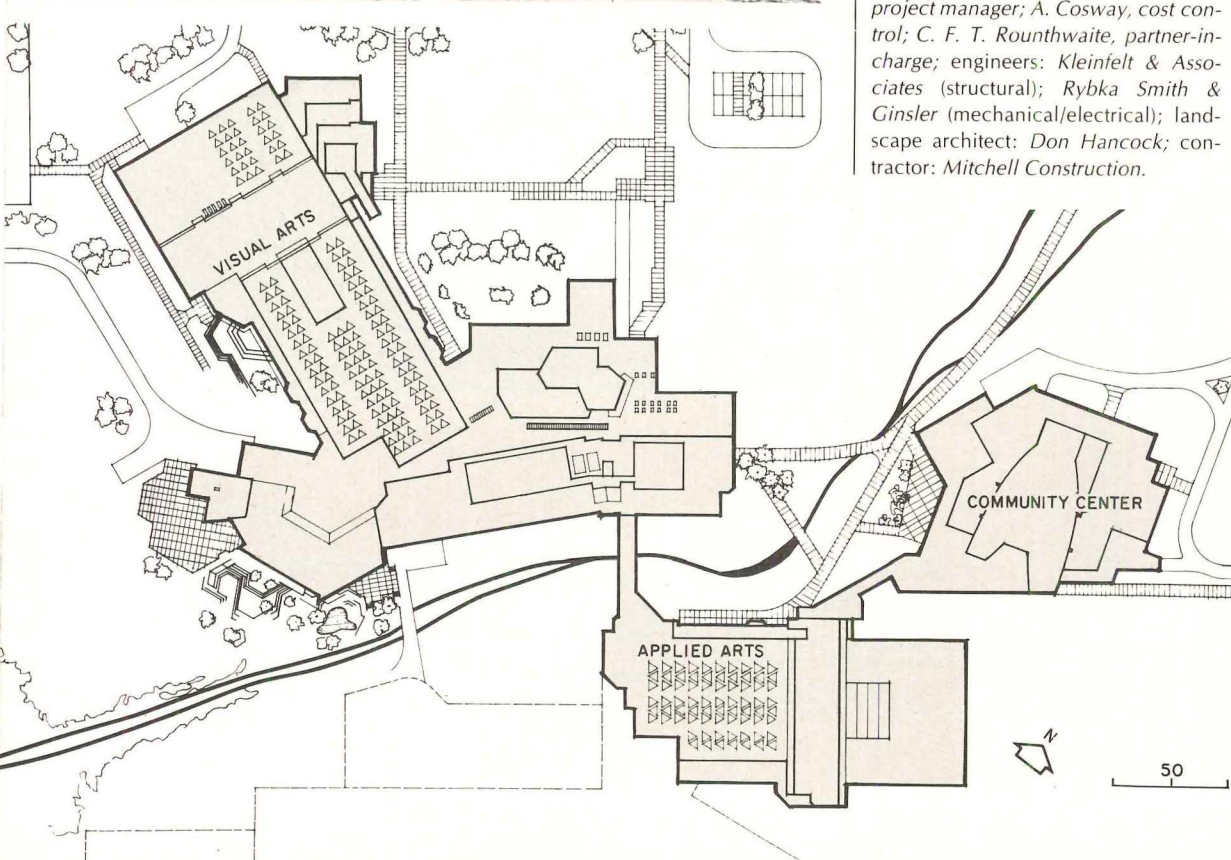 project manager; A. Cosway, cost con-
trol; C. F. T. Rounthwaite, partner-in-
charge; engineers: Kleinfelt & Asso-
ciates (structural); Rybka Smith &
Ginsler (mechanical/electrical); land-
scape architect: Don Hancock; con-
tractor: Mitchell Construction.
VISUAL ARTS
COMMUNITY CENTER
APPLIED ARTS
N
50